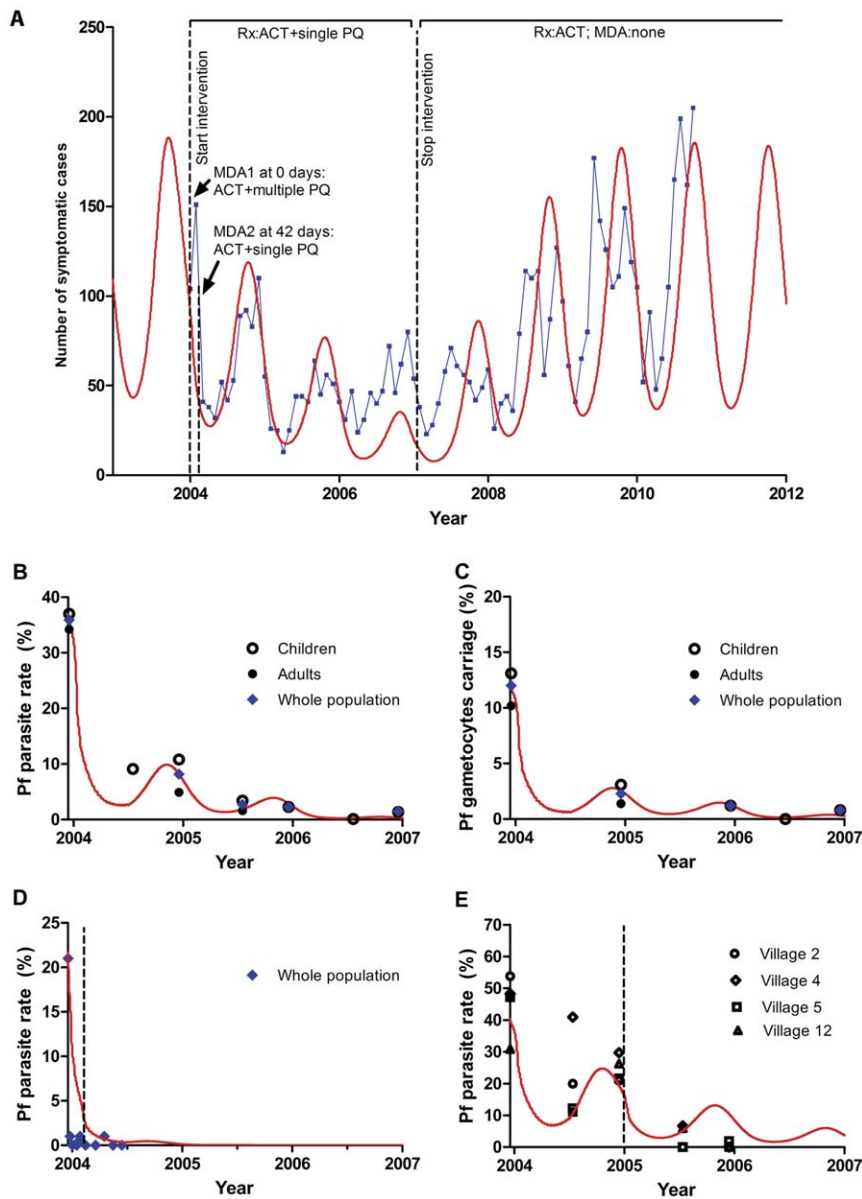 A
Rx:ACT+single PQ
Rx:ACT; MDA:none
Start intervention
Stop intervention
MDA1 at 0 days:
ACT+multiple PQ
MDA2 at 42 days:
ACT+single PQ
Number of symptomatic cases
250
200
150
100
50
0
2004
2006
2008
2010
2012
Year
B
Pf parasite rate (%)
40
30
20
10
0
Children
Adults
Whole population
2004
2005
2006
2007
Year
C
Pf gametocytes carriage (%)
20
15
10
5
0
Children
Adults
Whole population
2004
2005
2006
2007
Year
D
Pf parasite rate (%)
25
20
15
10
5
0
Whole population
2004
2005
2006
2007
Year
E
Pf parasite rate (%)
70
60
50
40
30
20
10
0
Village 2
Village 4
Village 5
Village 12
2004
2005
2006
2007
Year